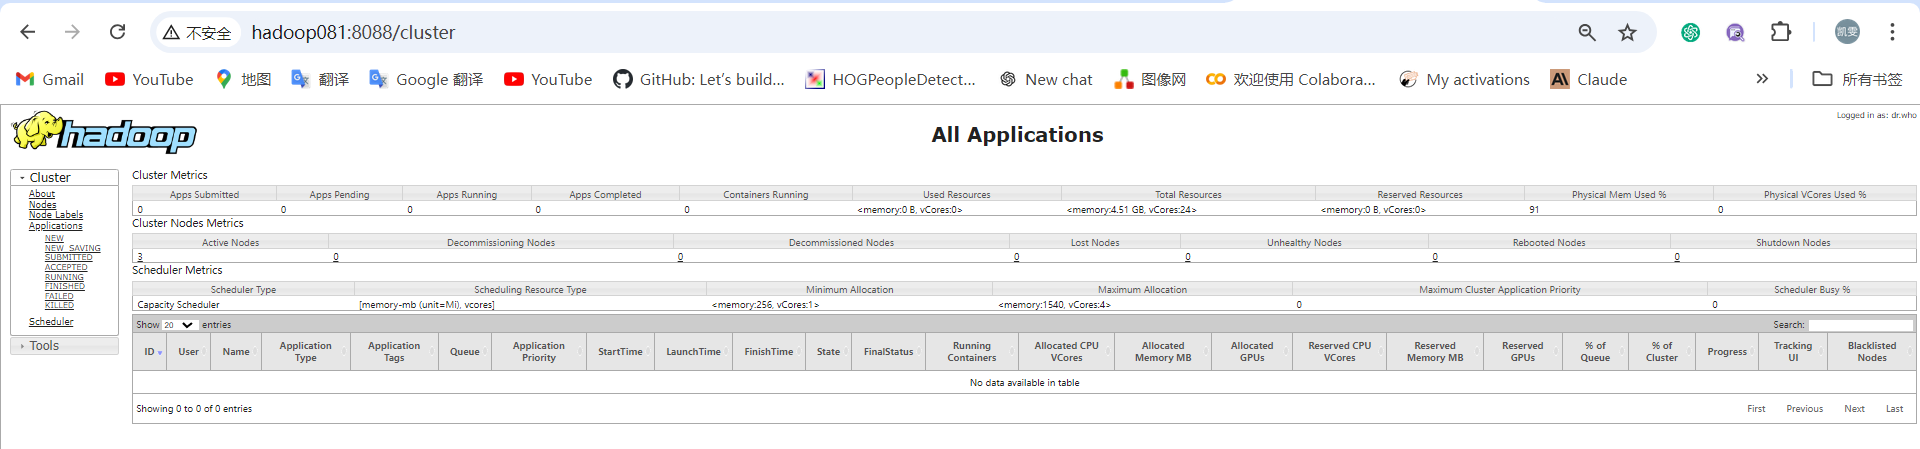 不安全 hadoop081:8088/cluster 凯雯
Gmail YouTube 地图 翻译 Google 翻译 YouTube GitHub: Let's build... HOGPeopleDetect... New chat 图像网 欢迎使用 Colabora... My activations Claude 所有书签
Logged in as: dr.who
hadoop
All Applications
Cluster
About
Nodes
Node Labels
Applications
NEW
NEW_SAVING
SUBMITTED
ACCEPTED
RUNNING
FINISHED
FAILED
KILLED
Scheduler
Tools
Cluster Metrics
Apps Submitted Apps Pending Apps Running Apps Completed Containers Running Used Resources Total Resources Reserved Resources Physical Mem Used % Physical VCores Used %
0 0 0 0 0 <memory:0 B, vCores:0> <memory:4.51 GB, vCores:24> <memory:0 B, vCores:0> 91 0
Cluster Nodes Metrics
Active Nodes Decommissioning Nodes Decommissioned Nodes Lost Nodes Unhealthy Nodes Rebooted Nodes Shutdown Nodes
3 0 0 0 0 0 0
Scheduler Metrics
Scheduler Type Scheduling Resource Type Minimum Allocation Maximum Allocation Maximum Cluster Application Priority Scheduler Busy %
Capacity Scheduler [memory-mb (unit=Mi), vcores] <memory:256, vCores:1> <memory:1540, vCores:4> 0 0
Show 20 entries Search:
ID User Name Application Type Application Tags Queue Application Priority StartTime LaunchTime FinishTime State FinalStatus Running Containers Allocated CPU VCores Allocated Memory MB Allocated GPUs Reserved CPU VCores Reserved Memory MB Reserved GPUs % of Queue % of Cluster Progress Tracking UI Blacklisted Nodes
No data available in table
Showing 0 to 0 of 0 entries First Previous Next Last